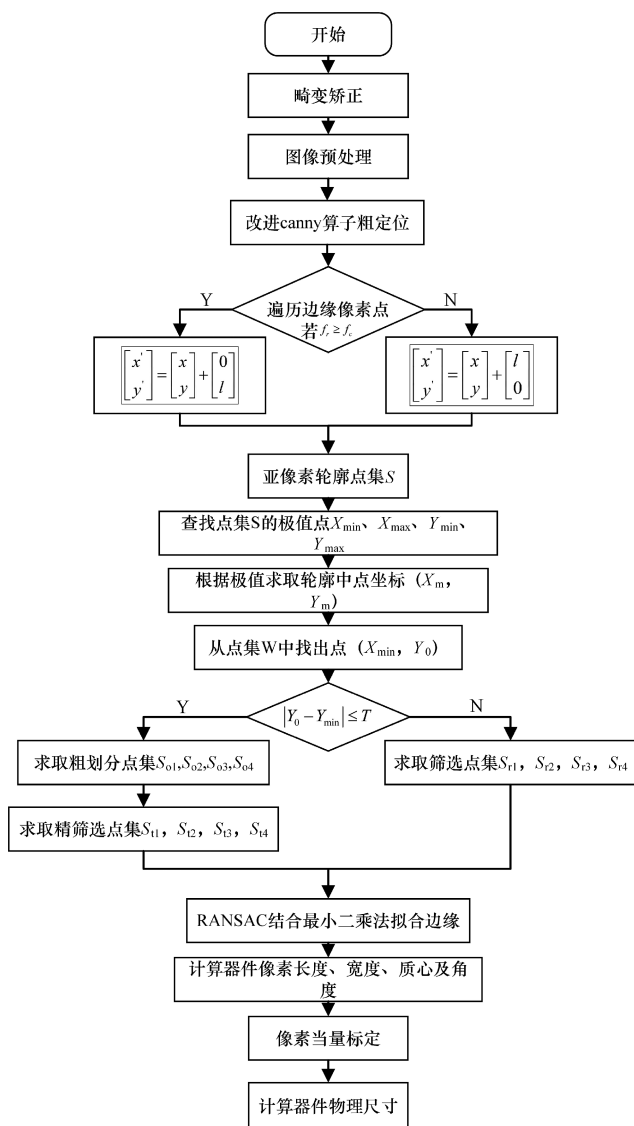 开始
畸变矫正
图像预处理
改进canny算子粗定位
遍历边缘像素点
若 f_r ≥ f_c
Y
N
[x' y'] = [x y] + [0 l]
[x' y'] = [x y] + [l 0]
亚像素轮廓点集S
查找点集S的极值点X_min、X_max、Y_min、
Y_max
根据极值求取轮廓中点坐标（X_m，
Y_m）
从点集W中找出点（X_min，Y_0）
|Y_0 − Y_min| ≤ T
Y
N
求取粗划分点集S_o1,S_o2,S_o3,S_o4
求取筛选点集S_r1，S_r2，S_r3，S_r4
求取精筛选点集S_t1，S_t2，S_t3，S_t4
RANSAC结合最小二乘法拟合边缘
计算器件像素长度、宽度、质心及角
度
像素当量标定
计算器件物理尺寸